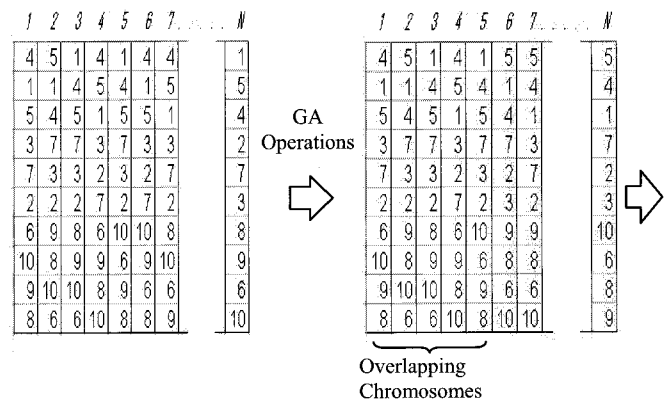 1 2 3 4 5 6 7 ..... N
4 5 1 4 1 4 4 1
1 1 4 5 4 1 5 5
5 4 5 1 5 5 1 4
3 7 7 3 7 3 3 2
7 3 3 2 3 2 7 7
2 2 2 7 2 7 2 3
6 9 8 6 10 10 8 8
10 8 9 9 6 9 10 9
9 10 10 8 9 6 6 6
8 6 6 10 8 8 9 10
GA
Operations
1 2 3 4 5 6 7 ..... N
4 5 1 4 1 5 5 5
1 1 4 5 4 1 4 4
5 4 5 1 5 4 1 1
3 7 7 3 7 7 3 7
7 3 3 2 3 2 7 2
2 2 2 7 2 3 2 3
6 9 8 6 10 9 9 10
10 8 9 9 6 8 8 6
9 10 10 8 9 6 6 8
8 6 6 10 8 10 10 9
Overlapping
Chromosomes